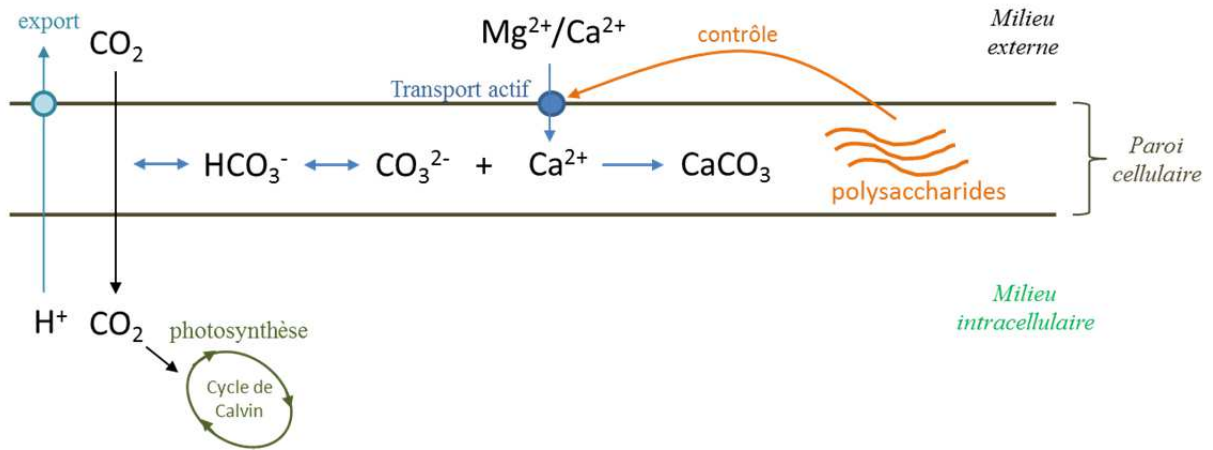 export
CO₂
Mg²⁺/Ca²⁺
contrôle
Milieu
externe
Transport actif
HCO₃⁻
CO₃²⁻ + Ca²⁺
CaCO₃
polysaccharides
Paroi
cellulaire
H⁺
CO₂
photosynthèse
Cycle de
Calvin
Milieu
intracellulaire